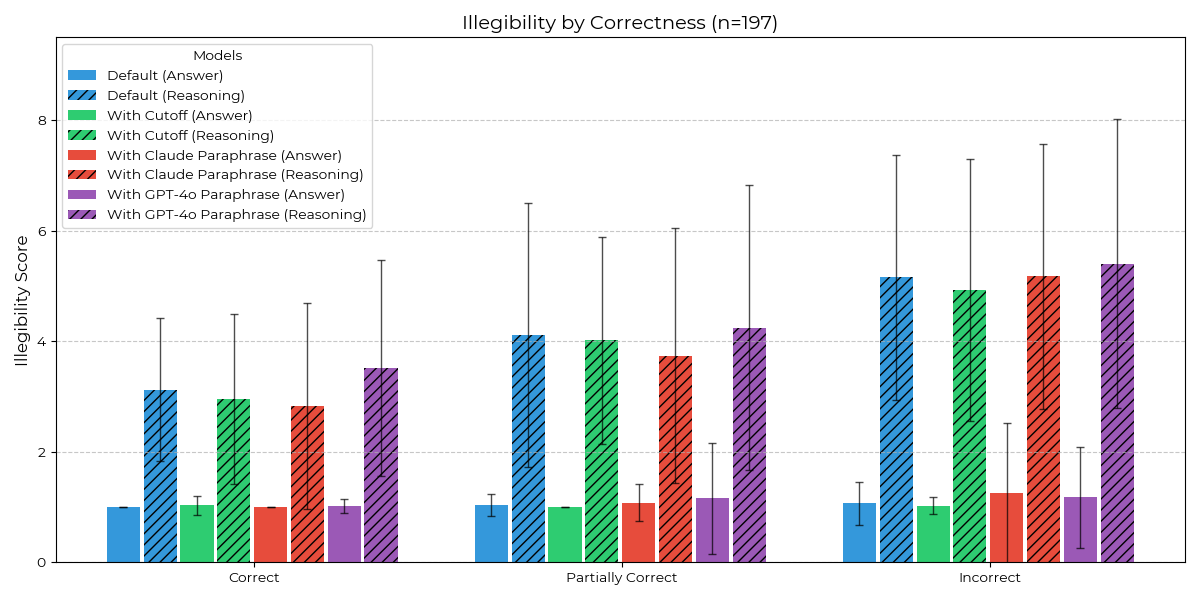 Illegibility by Correctness (n=197)
Models
Default (Answer)
Default (Reasoning)
With Cutoff (Answer)
With Cutoff (Reasoning)
With Claude Paraphrase (Answer)
With Claude Paraphrase (Reasoning)
With GPT-4o Paraphrase (Answer)
With GPT-4o Paraphrase (Reasoning)
Illegibility Score
8
6
4
2
0
Correct
Partially Correct
Incorrect